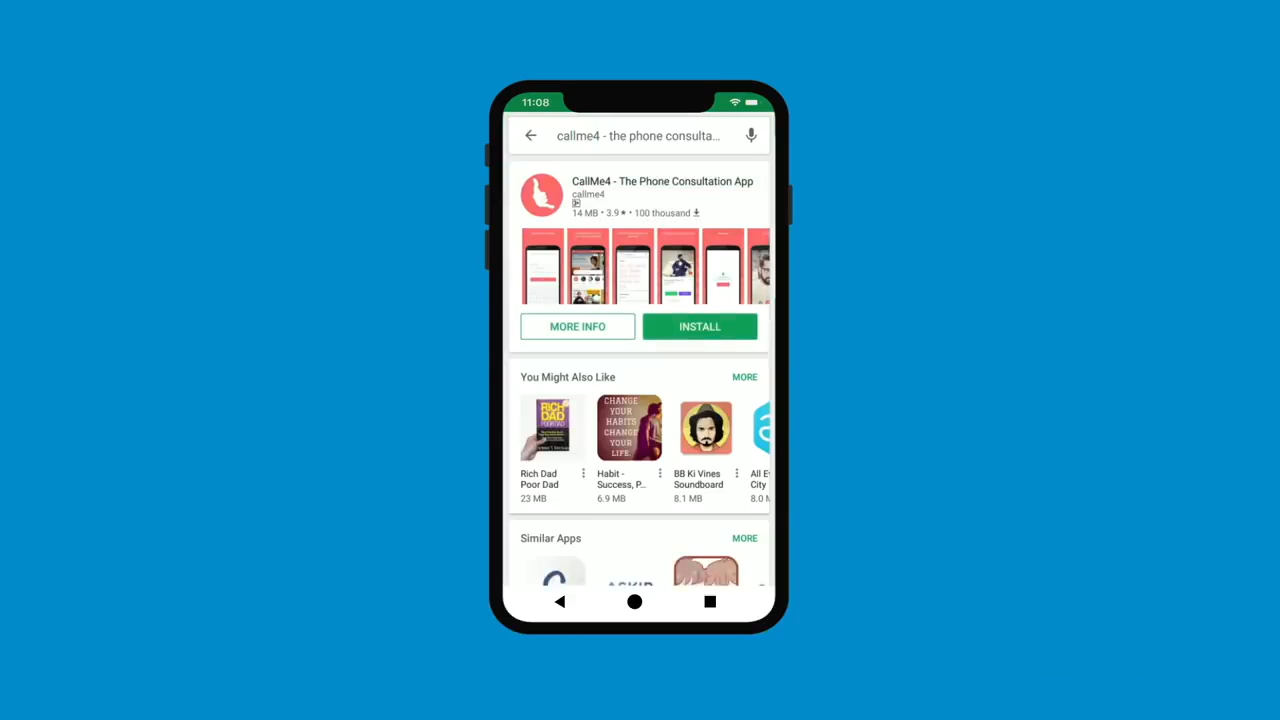 11:08
callme4 - the phone consulta...
CallMe4 - The Phone Consultation App
callme4
14 MB • 3.9 ★ • 100 thousand
MORE INFO
INSTALL
You Might Also Like
MORE
RICH
DAD
POOR DAD
CHANGE
YOUR
HABITS
CHANGE
YOUR
LIFE.
Rich Dad
Poor Dad
23 MB
Habit -
Success, P...
6.9 MB
BB Ki Vines
Soundboard
8.1 MB
All E
City
8.0 M
Similar Apps
MORE